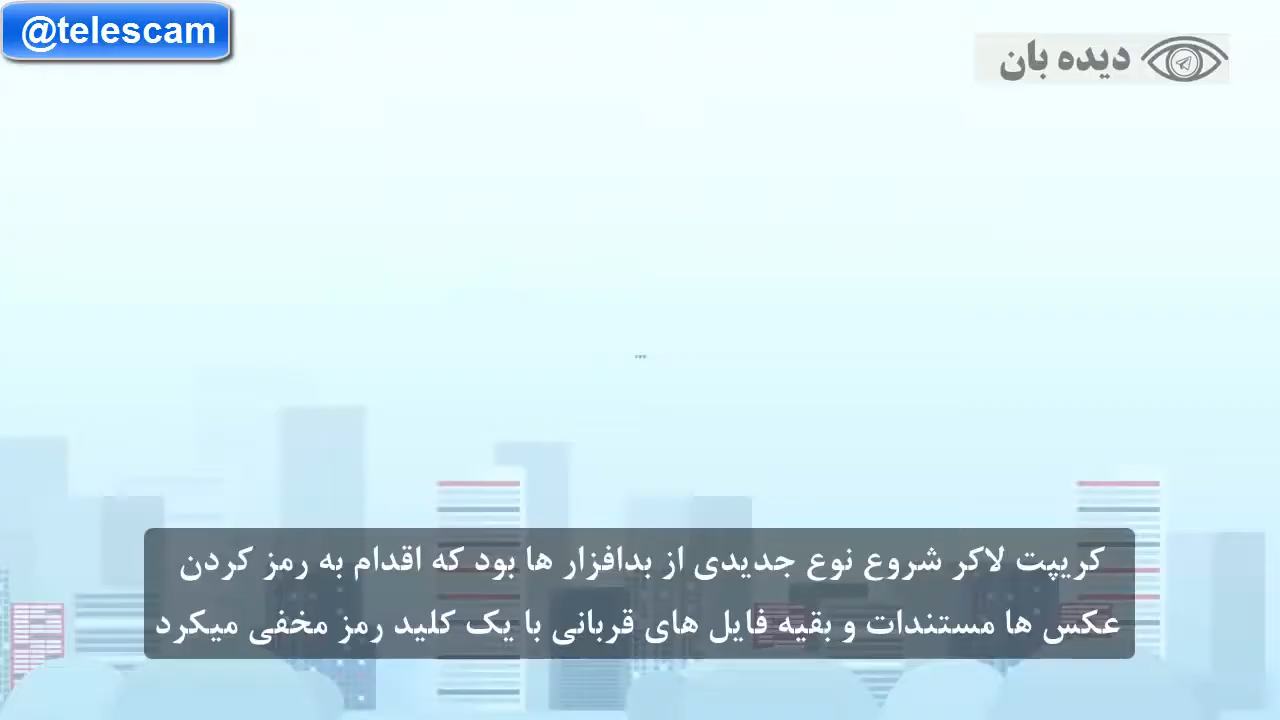 @telescam
دیده بان
کریپت لاکر شروع نوع جدیدی از بدافزار ها بود که اقدام به رمز کردن
عکس ها مستندات و بقیه فایل های قربانی با یک کلید رمز مخفی میکرد